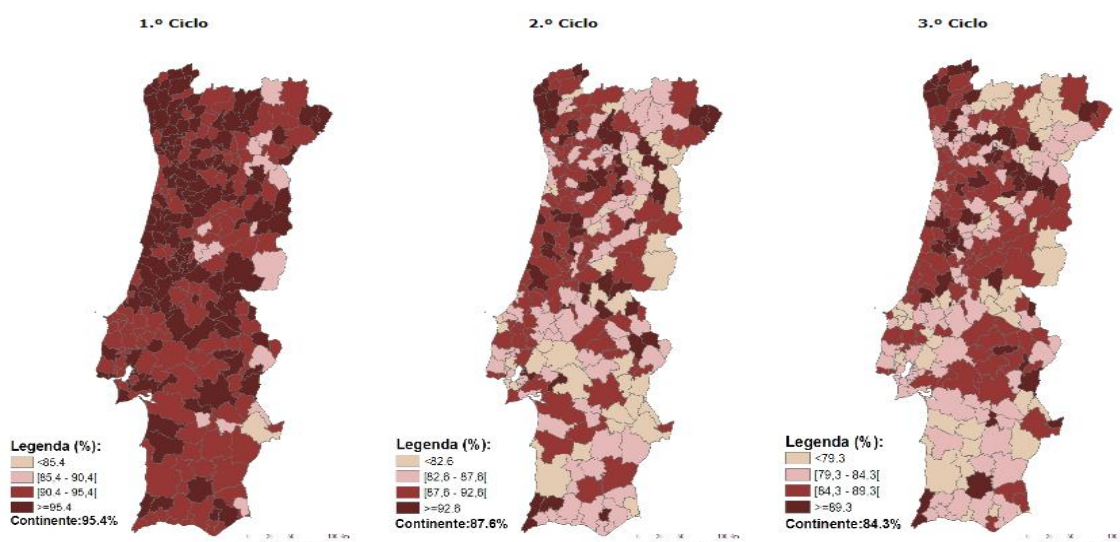 1.º Ciclo
2.º Ciclo
3.º Ciclo
Legenda (%):
<85.4
[85,4 - 90,4[
[90.4 - 95,4[
>=95.4
Continente:95.4%
Legenda (%):
<82.6
[82,6 - 87,6[
[87,6 - 92,6[
>=92.6
Continente:87.6%
Legenda (%):
<79.3
[79,3 - 84,3[
[84,3 - 89,3[
>=89.3
Continente:84.3%